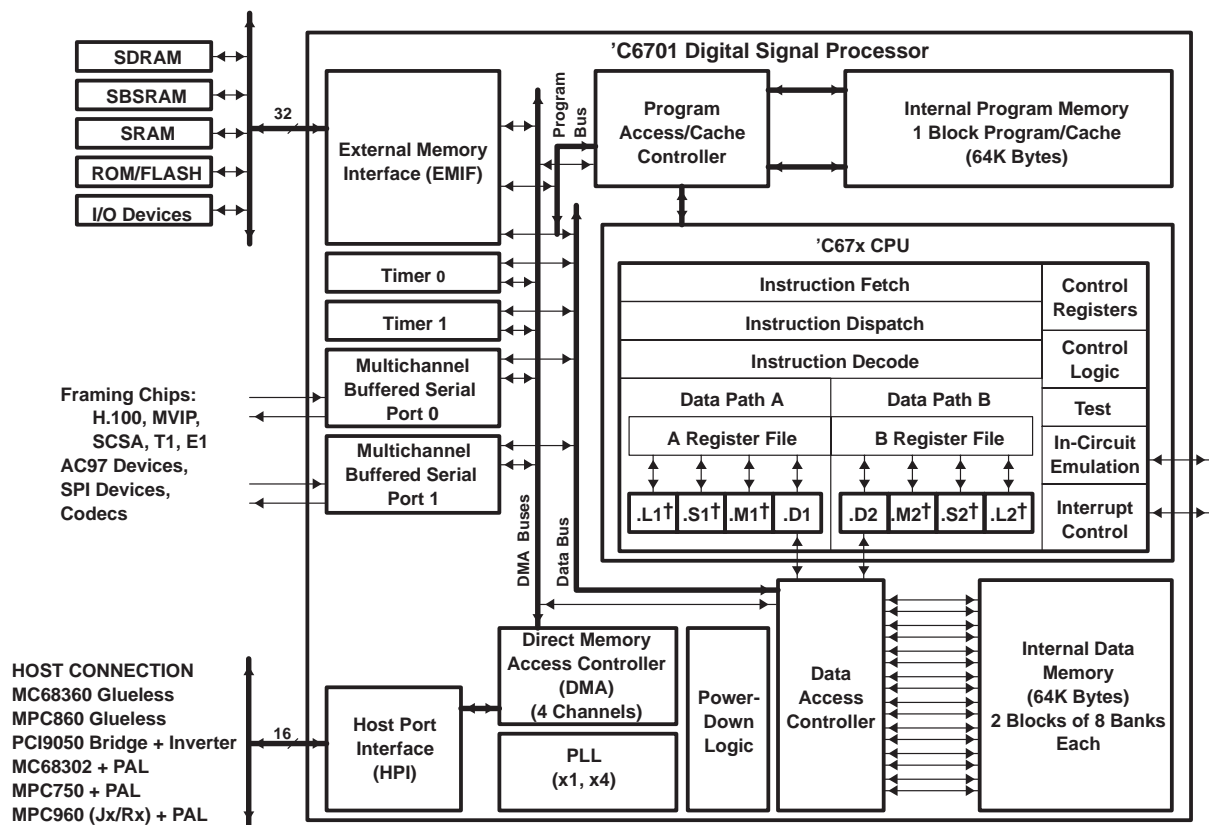 'C6701 Digital Signal Processor
SDRAM
SBSRAM
SRAM
ROM/FLASH
I/O Devices
32
External Memory
Interface (EMIF)
Program
Bus
Program
Access/Cache
Controller
Internal Program Memory
1 Block Program/Cache
(64K Bytes)
Timer 0
Timer 1
Multichannel
Buffered Serial
Port 0
Multichannel
Buffered Serial
Port 1
Framing Chips:
H.100, MVIP,
SCSA, T1, E1
AC97 Devices,
SPI Devices,
Codecs
DMA Buses
Data Bus
'C67x CPU
Instruction Fetch
Instruction Dispatch
Instruction Decode
Control
Registers
Control
Logic
Test
In-Circuit
Emulation
Interrupt
Control
Data Path A
A Register File
.L1†
.S1†
.M1†
.D1
Data Path B
B Register File
.D2
.M2†
.S2†
.L2†
HOST CONNECTION
MC68360 Glueless
MPC860 Glueless
PCI9050 Bridge + Inverter
MC68302 + PAL
MPC750 + PAL
MPC960 (Jx/Rx) + PAL
16
Host Port
Interface
(HPI)
Direct Memory
Access Controller
(DMA)
(4 Channels)
PLL
(x1, x4)
Power-
Down
Logic
Data
Access
Controller
Internal Data
Memory
(64K Bytes)
2 Blocks of 8 Banks
Each